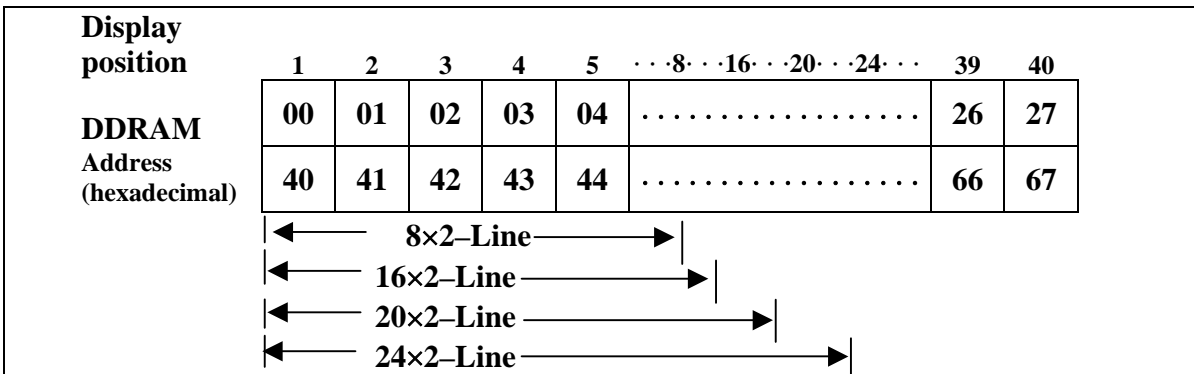 Display
position 1 2 3 4 5 · · ·8· · ·16· · ·20· · ·24· · · 39 40
DDRAM 00 01 02 03 04 . . . . . . . . . . . . . . . . . . 26 27
Address
(hexadecimal) 40 41 42 43 44 . . . . . . . . . . . . . . . . . . 66 67
8×2–Line
16×2–Line
20×2–Line
24×2–Line